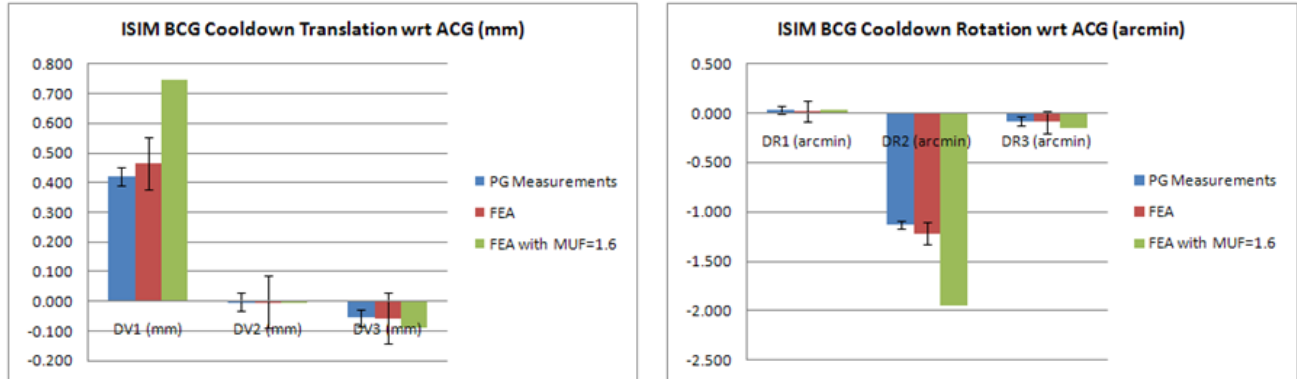 ISIM BCG Cooldown Translation wrt ACG (mm)
0.800
0.700
0.600
0.500
0.400
0.300
0.200
0.100
0.000
-0.100
-0.200
DV1 (mm)
DV2 (mm)
DV3 (mm)
PG Measurements
FEA
FEA with MUF=1.6
ISIM BCG Cooldown Rotation wrt ACG (arcmin)
0.500
0.000
-0.500
-1.000
-1.500
-2.000
-2.500
DR1 (arcmin)
DR2 (arcmin)
DR3 (arcmin)
PG Measurements
FEA
FEA with MUF=1.6